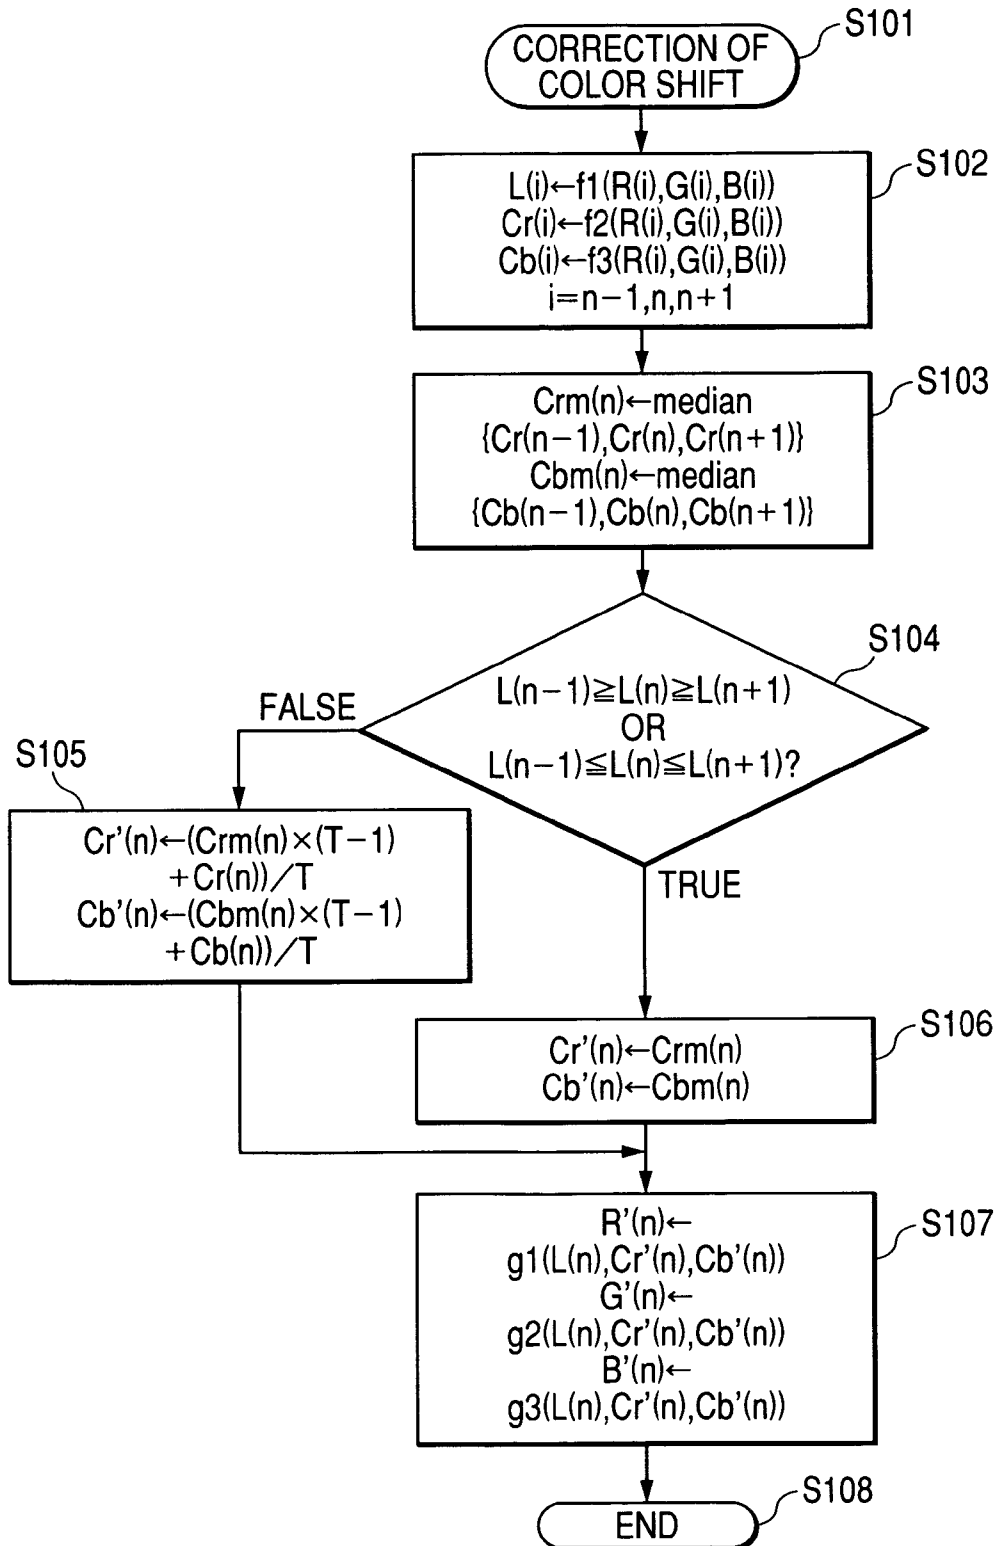 S101
CORRECTION OF
COLOR SHIFT
S102
L(i)←f1(R(i),G(i),B(i))
Cr(i)←f2(R(i),G(i),B(i))
Cb(i)←f3(R(i),G(i),B(i))
i=n−1,n,n+1
S103
Crm(n)←median
{Cr(n−1),Cr(n),Cr(n+1)}
Cbm(n)←median
{Cb(n−1),Cb(n),Cb(n+1)}
S104
L(n−1)≧L(n)≧L(n+1)
OR
L(n−1)≦L(n)≦L(n+1)?
FALSE
S105
Cr’(n)←(Crm(n)×(T−1)
+Cr(n))/T
Cb’(n)←(Cbm(n)×(T−1)
+Cb(n))/T
TRUE
S106
Cr’(n)←Crm(n)
Cb’(n)←Cbm(n)
S107
R’(n)←
g1(L(n),Cr’(n),Cb’(n))
G’(n)←
g2(L(n),Cr’(n),Cb’(n))
B’(n)←
g3(L(n),Cr’(n),Cb’(n))
S108
END